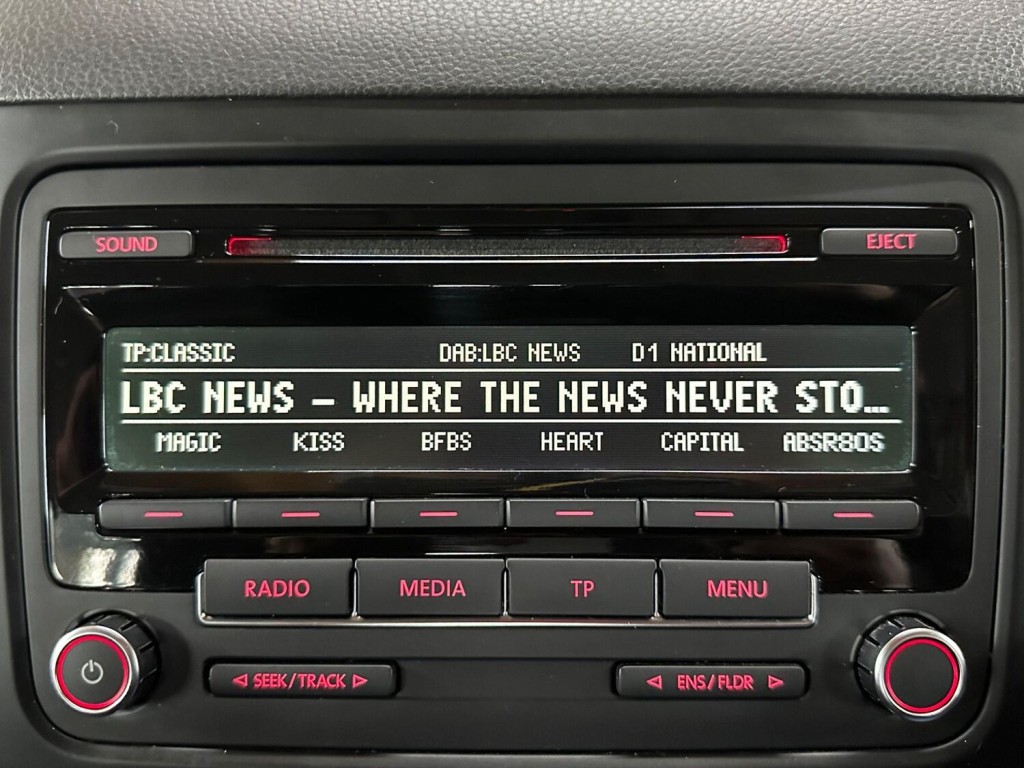 SOUND EJECT
TP:CLASSIC DAB:LBC NEWS D1 NATIONAL
LBC NEWS – WHERE THE NEWS NEVER STO...
MAGIC KISS BFBS HEART CAPITAL ABSR80S
RADIO MEDIA TP MENU
SEEK/TRACK ENS/FLDR